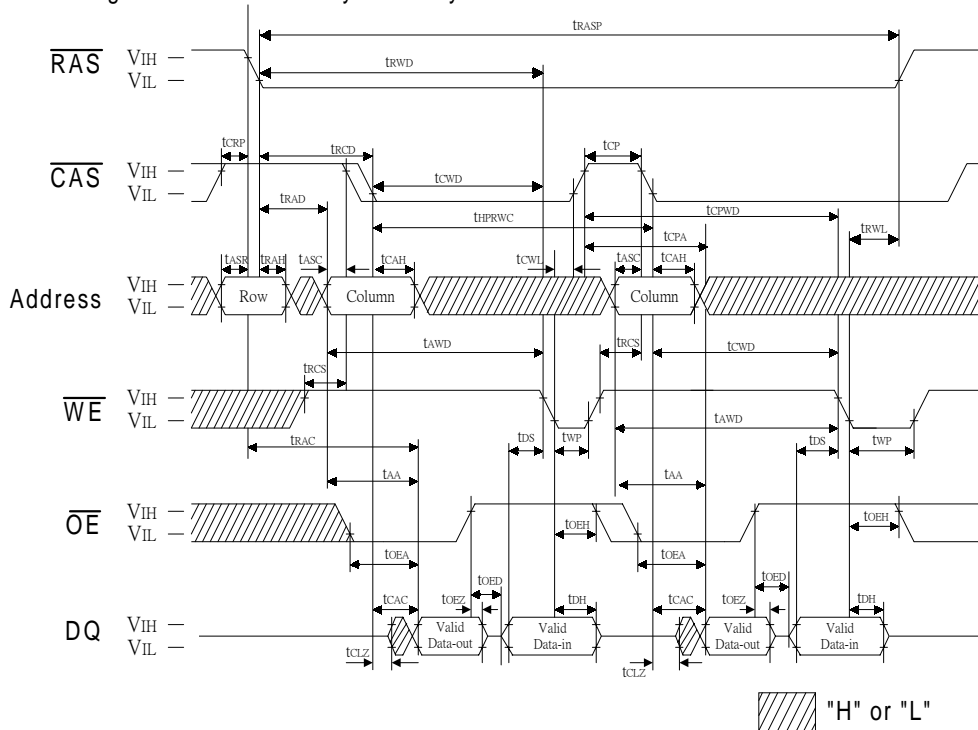 tRASP
RAS VIH
VIL
tRWD
tCRP
tRCD
tCP
CAS VIH
VIL
tCWD
tRAD
tHPRWC
tCPWD
tCPA
tRWL
tASR tRAH tASC tCAH tCWL tASC tCAH
Address VIH
VIL
Row Column Column
tAWD tRCS tCWD
tRCS
WE VIH
VIL
tRAC tDS tWP tAWD tDS tWP
tAA tAA
OE VIH
VIL
tOEH tOEH
tOEA tOEA
tOED tOED
tCAC tOEZ tDH tCAC tOEZ tDH
DQ VIH
VIL
Valid Data-out
Valid Data-in
Valid Data-out
Valid Data-in
tCLZ tCLZ
"H" or "L"